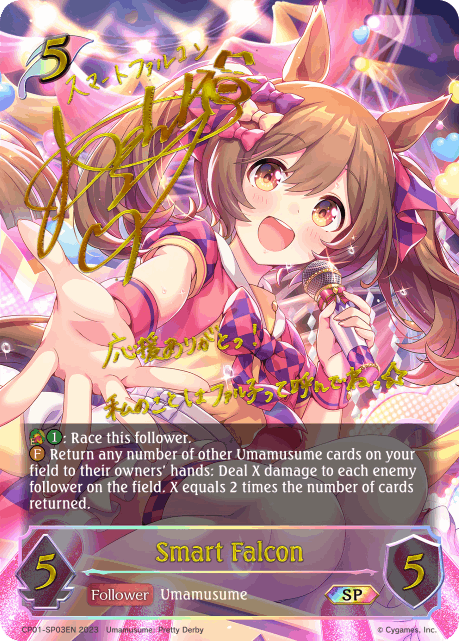 5
スマートファルコン
応援ありがとっ!
私のことはファル子って呼んで
: Race this follower.
F Return any number of other Umamusume cards on your
field to their owners' hands: Deal X damage to each enemy
follower on the field. X equals 2 times the number of cards
returned.
Smart Falcon
5
Follower Umamusume
SP
5
CP01-SP03EN 2023 Umamusume: Pretty Derby
© Cygames, Inc.